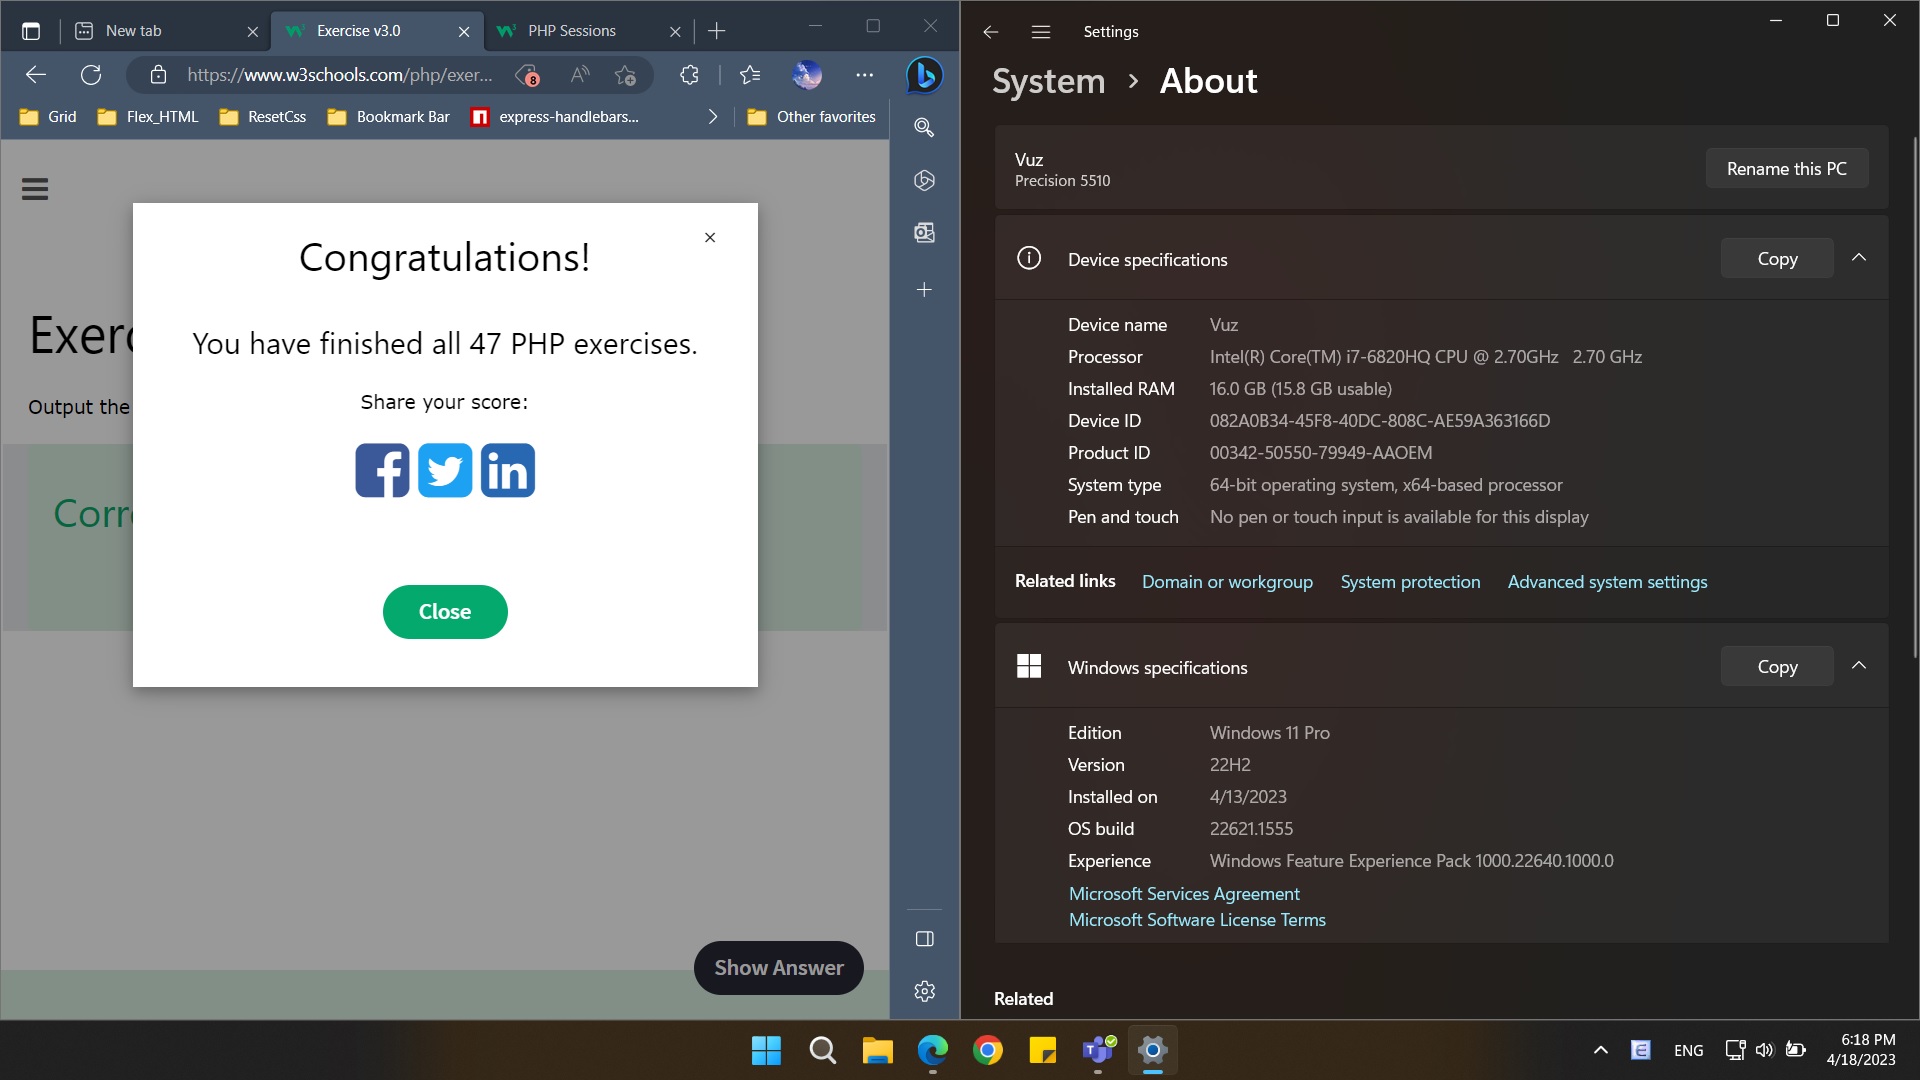 New tab
Exercise v3.0
PHP Sessions
https://www.w3schools.com/php/exer...
8
Grid
Flex_HTML
ResetCss
Bookmark Bar
express-handlebars...
Other favorites
Exerc
Output the
Corre
Congratulations!
You have finished all 47 PHP exercises.
Share your score:
Close
Show Answer
Settings
System > About
Vuz
Precision 5510
Rename this PC
Device specifications
Copy
Device name Vuz
Processor Intel(R) Core(TM) i7-6820HQ CPU @ 2.70GHz 2.70 GHz
Installed RAM 16.0 GB (15.8 GB usable)
Device ID 082A0B34-45F8-40DC-808C-AE59A363166D
Product ID 00342-50550-79949-AAOEM
System type 64-bit operating system, x64-based processor
Pen and touch No pen or touch input is available for this display
Related links Domain or workgroup System protection Advanced system settings
Windows specifications
Copy
Edition Windows 11 Pro
Version 22H2
Installed on 4/13/2023
OS build 22621.1555
Experience Windows Feature Experience Pack 1000.22640.1000.0
Microsoft Services Agreement
Microsoft Software License Terms
Related
ENG
6:18 PM
4/18/2023